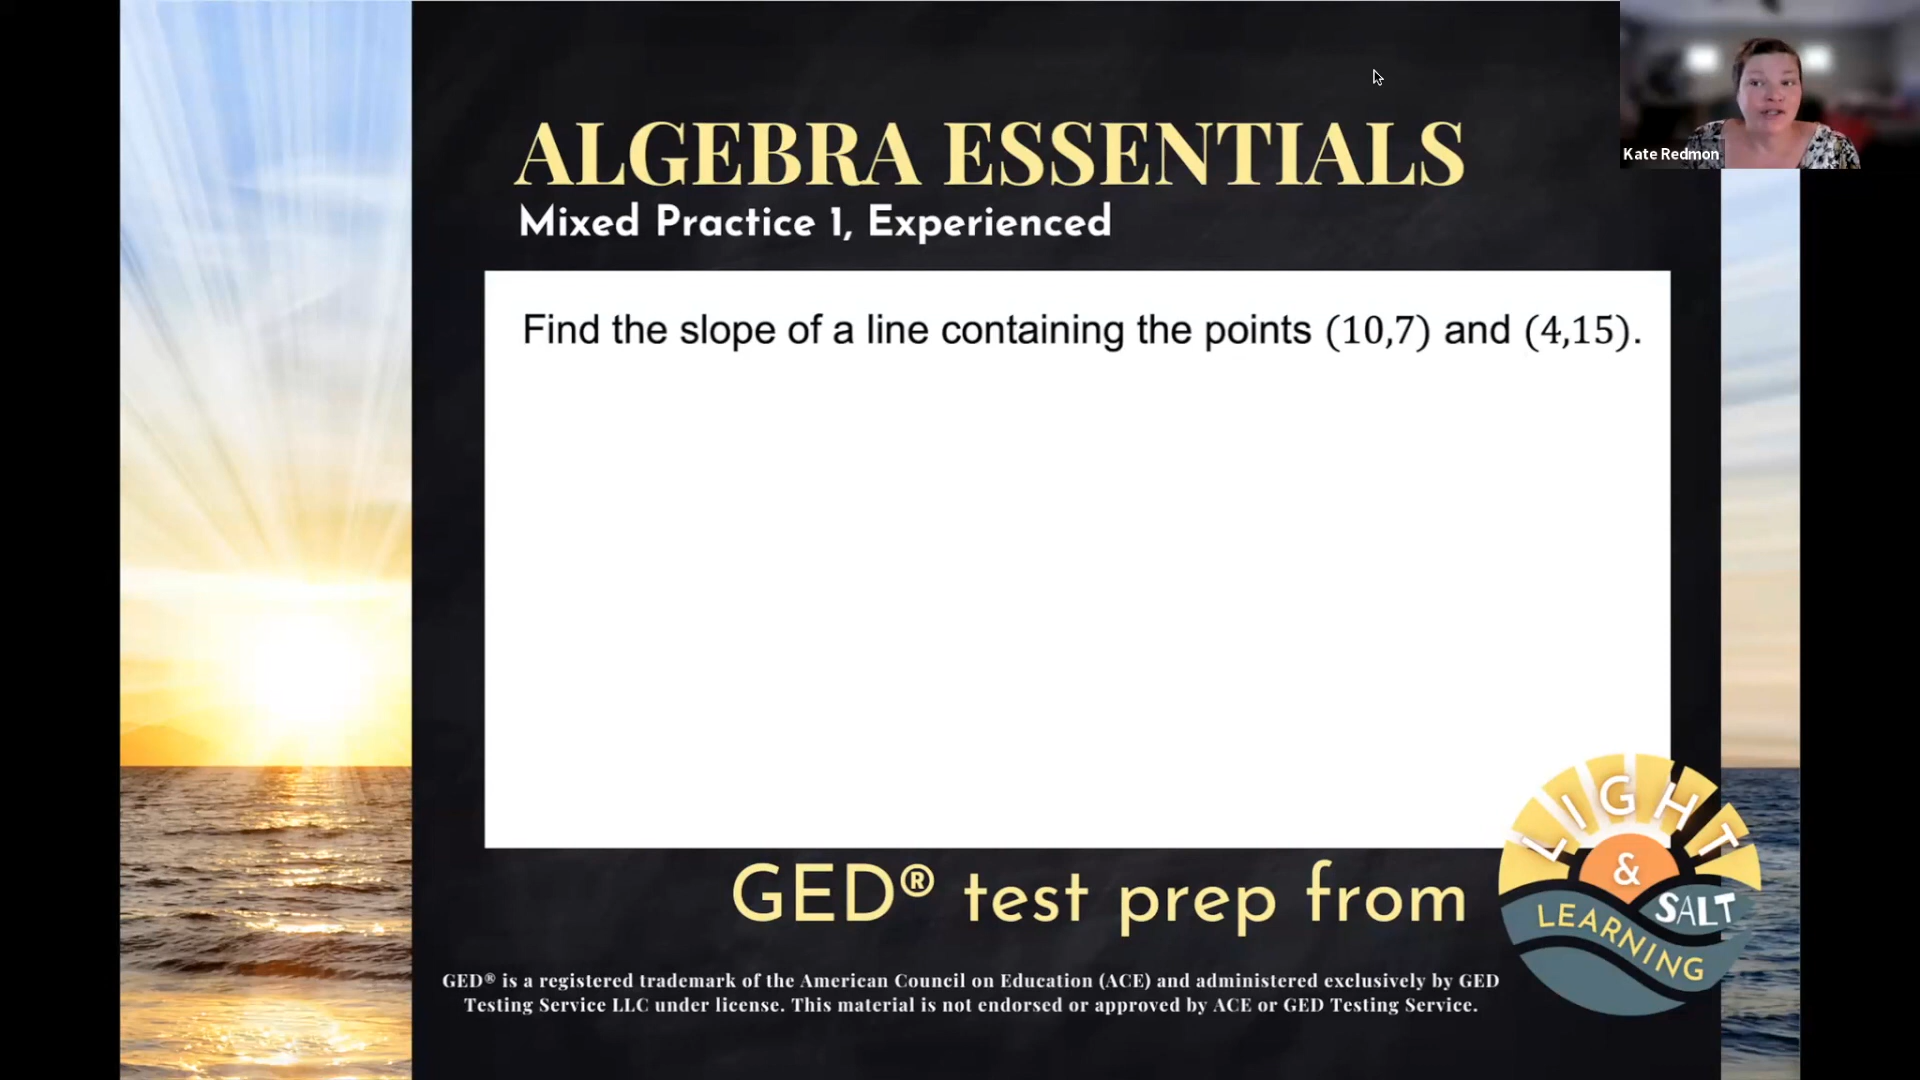 Kate Redmon
ALGEBRA ESSENTIALS
Mixed Practice 1, Experienced
Find the slope of a line containing the points (10,7) and (4,15).
GED® test prep from
LIGHT
&
SALT
LEARNING
GED® is a registered trademark of the American Council on Education (ACE) and administered exclusively by GED
Testing Service LLC under license. This material is not endorsed or approved by ACE or GED Testing Service.